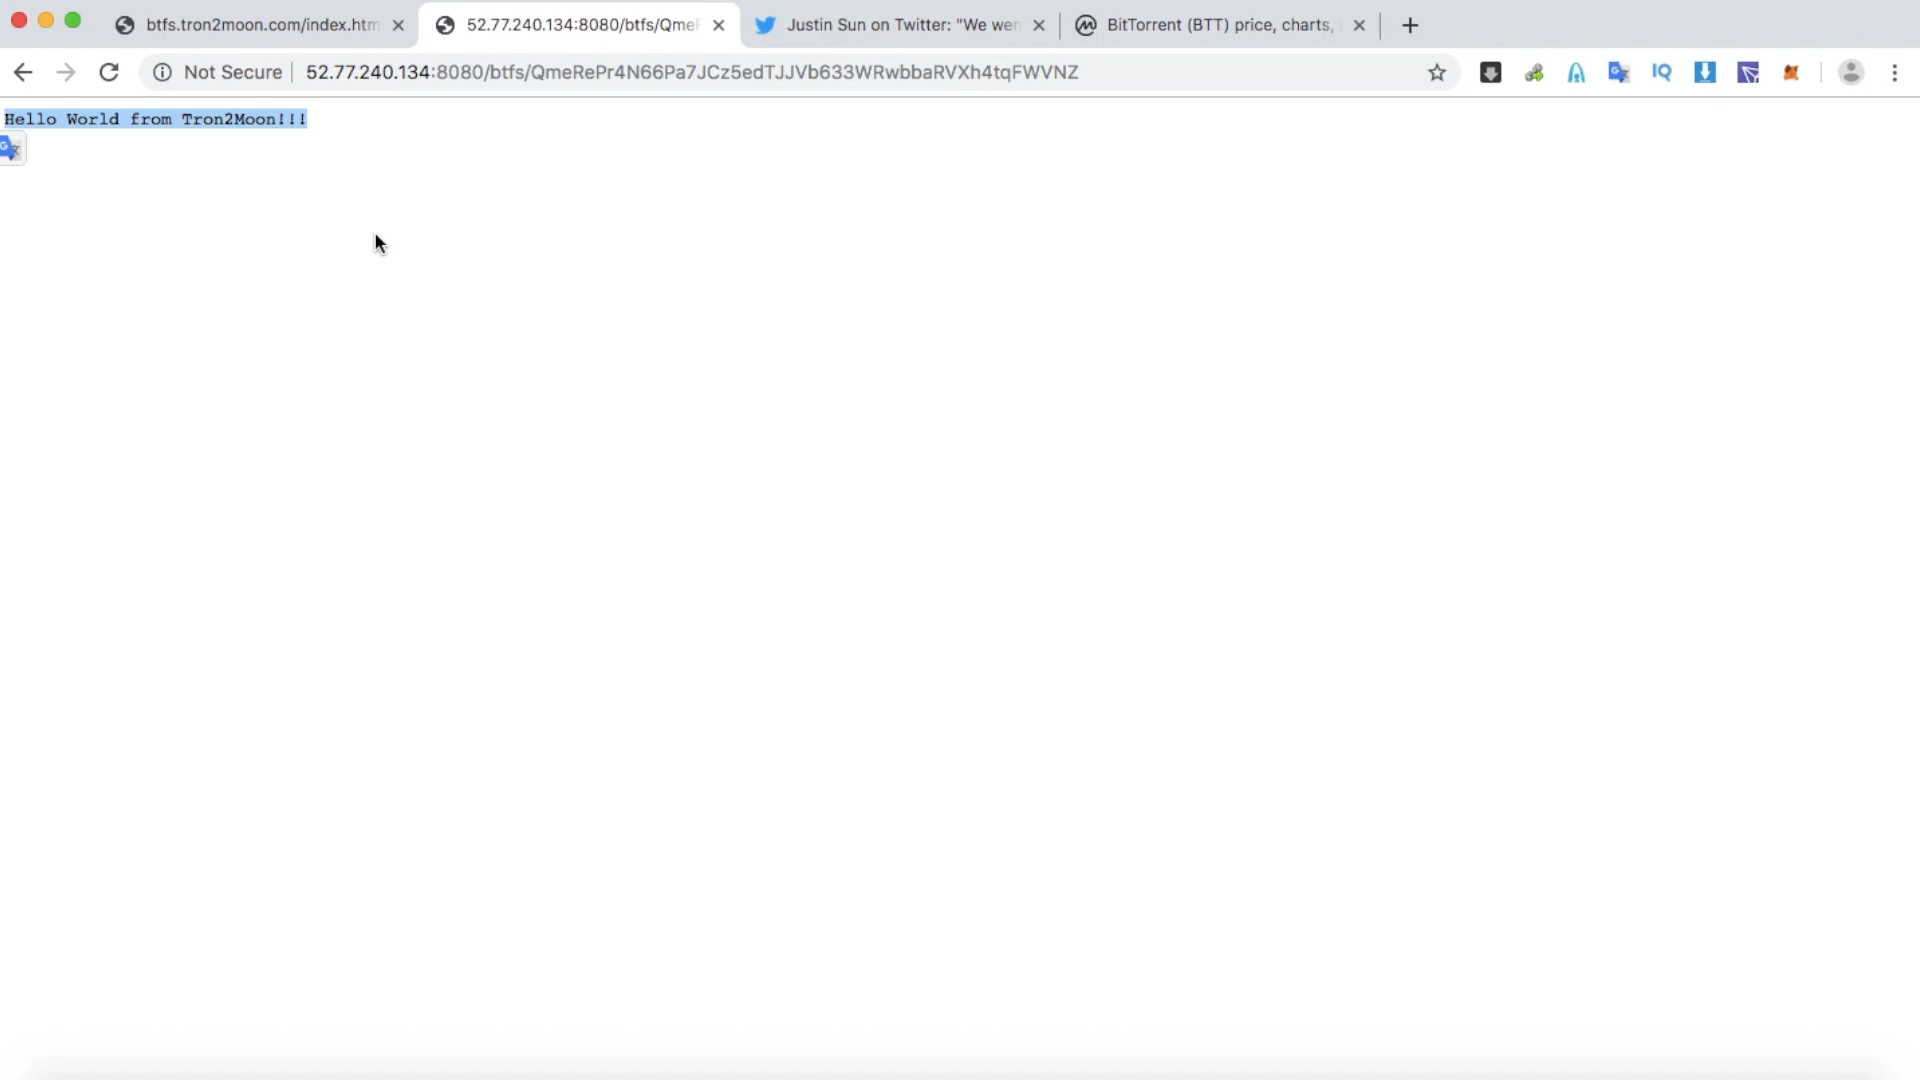 btfs.tron2moon.com/index.htm
52.77.240.134:8080/btfs/Qme
Justin Sun on Twitter: "We wer
BitTorrent (BTT) price, charts,
Not Secure
52.77.240.134:8080/btfs/QmeRePr4N66Pa7JCz5edTJJVb633WRwbbaRVXh4tqFWVNZ
IQ
Hello World from Tron2Moon!!!